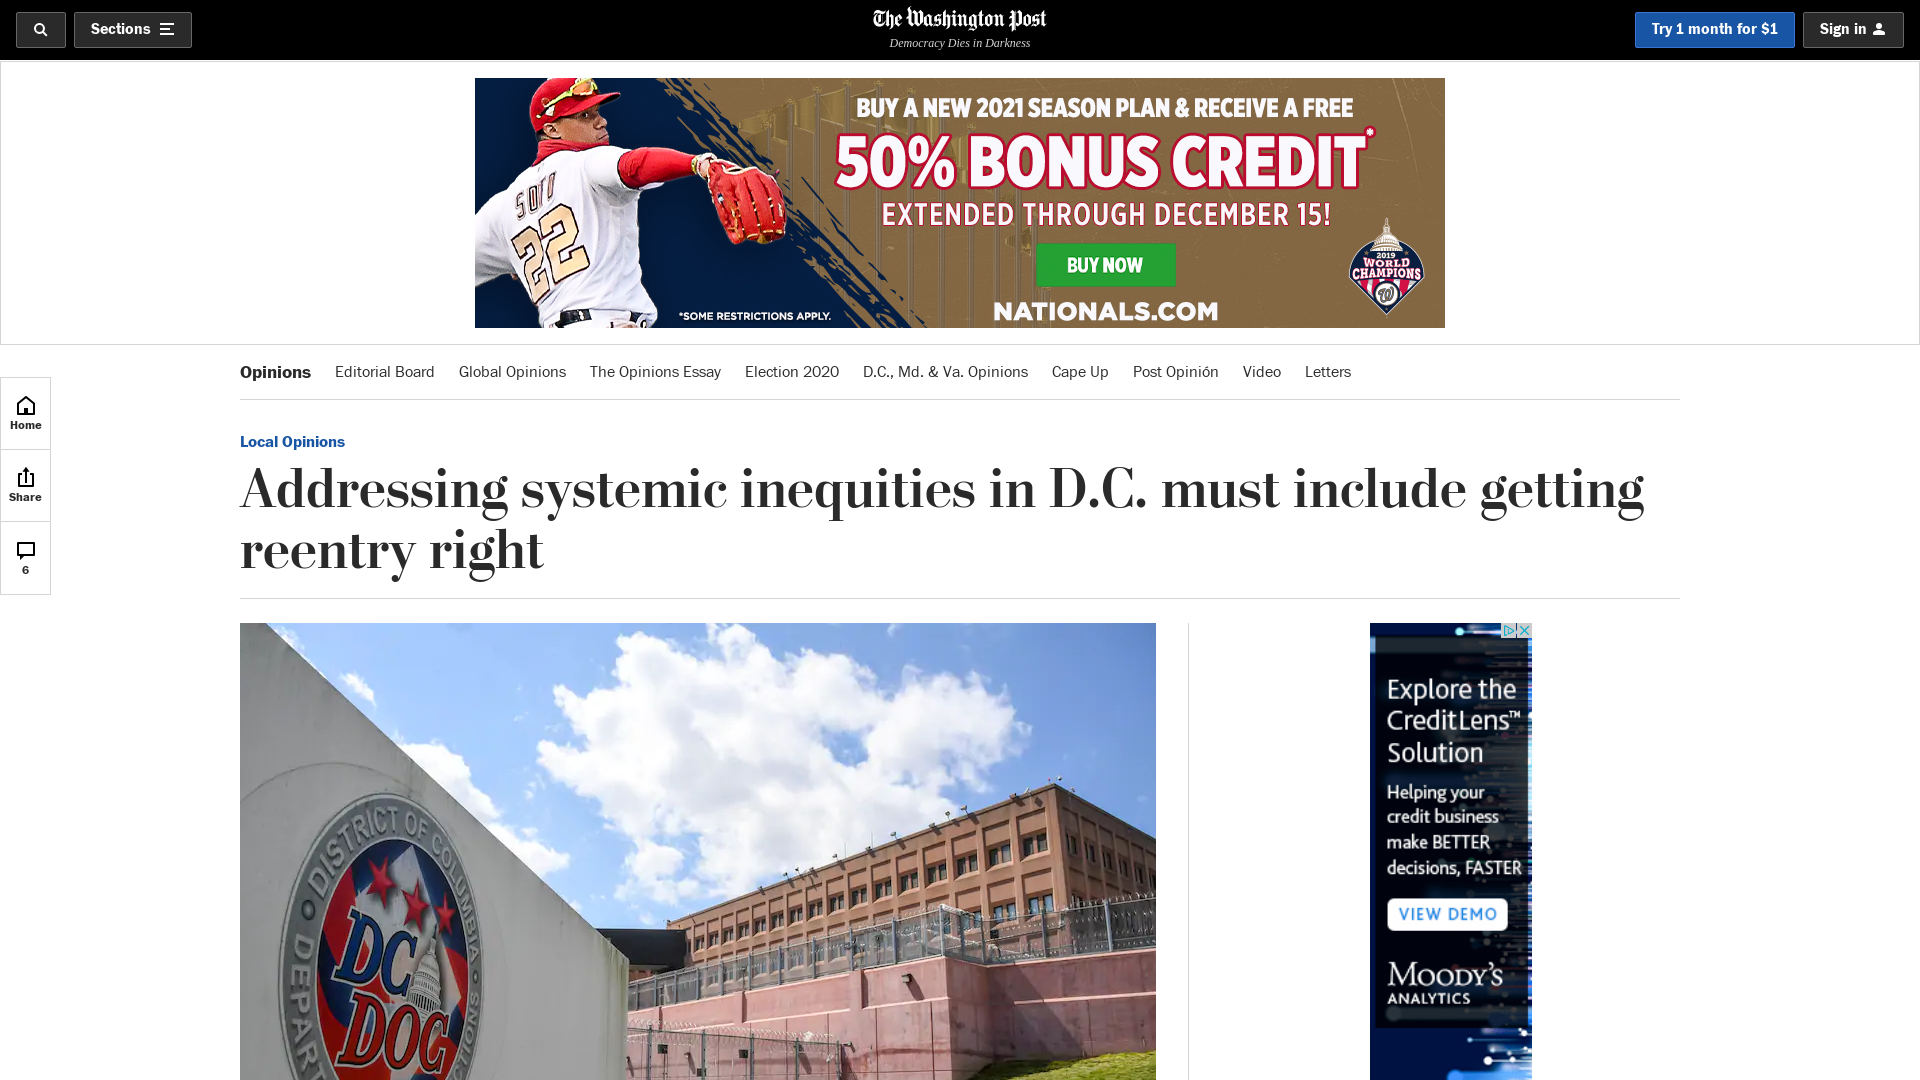 Sections
The Washington Post
Democracy Dies in Darkness
Try 1 month for $1
Sign in
BUY A NEW 2021 SEASON PLAN & RECEIVE A FREE
50% BONUS CREDIT*
EXTENDED THROUGH DECEMBER 15!
BUY NOW
NATIONALS.COM
*SOME RESTRICTIONS APPLY.
SOTO
22
2019
WORLD
CHAMPIONS
W
Opinions Editorial Board Global Opinions The Opinions Essay Election 2020 D.C., Md. & Va. Opinions Cape Up Post Opinión Video Letters
Home
Share
6
Local Opinions
Addressing systemic inequities in D.C. must include getting
reentry right
DISTRICT OF COLUMBIA
DC
DOC
DEPAR
Explore the
CreditLens™
Solution
Helping your
credit business
make BETTER
decisions, FASTER
VIEW DEMO
MOODY'S
ANALYTICS